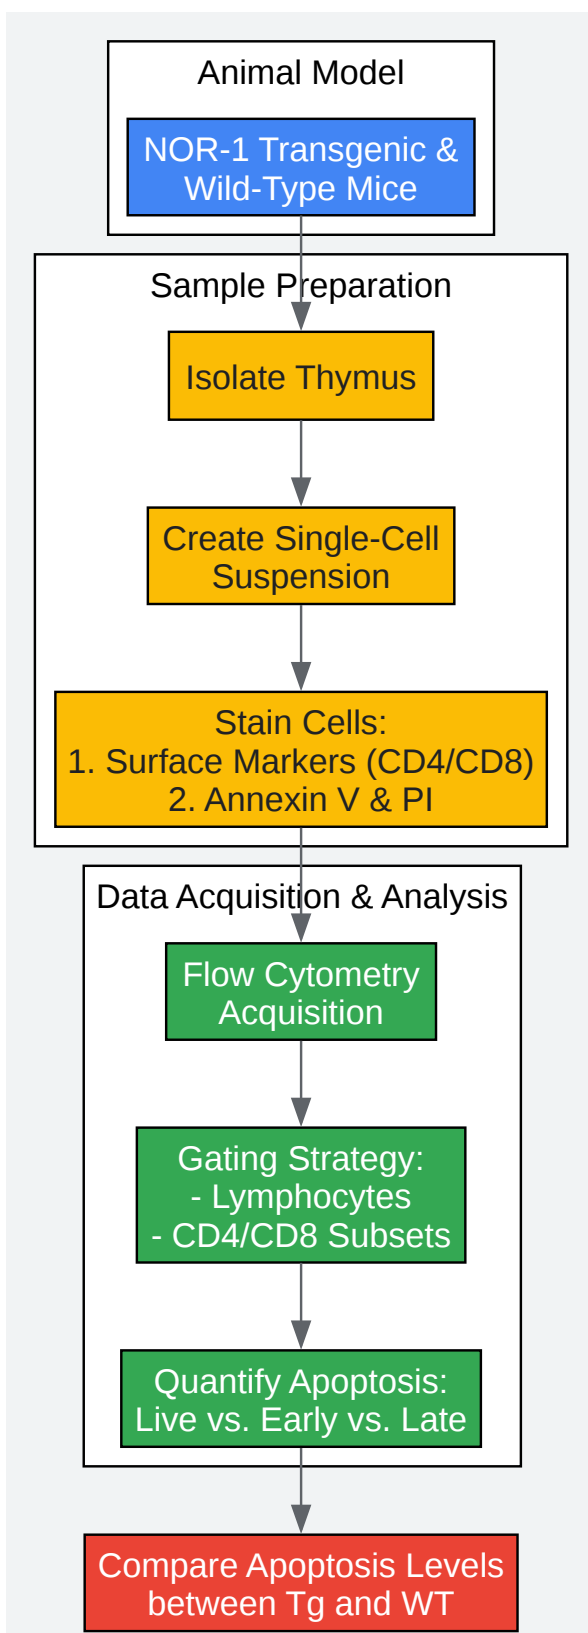 Animal Model
NOR-1 Transgenic &
Wild-Type Mice
Sample Preparation
Isolate Thymus
Create Single-Cell
Suspension
Stain Cells:
1. Surface Markers (CD4/CD8)
2. Annexin V & PI
Data Acquisition & Analysis
Flow Cytometry
Acquisition
Gating Strategy:
- Lymphocytes
- CD4/CD8 Subsets
Quantify Apoptosis:
Live vs. Early vs. Late
Compare Apoptosis Levels
between Tg and WT